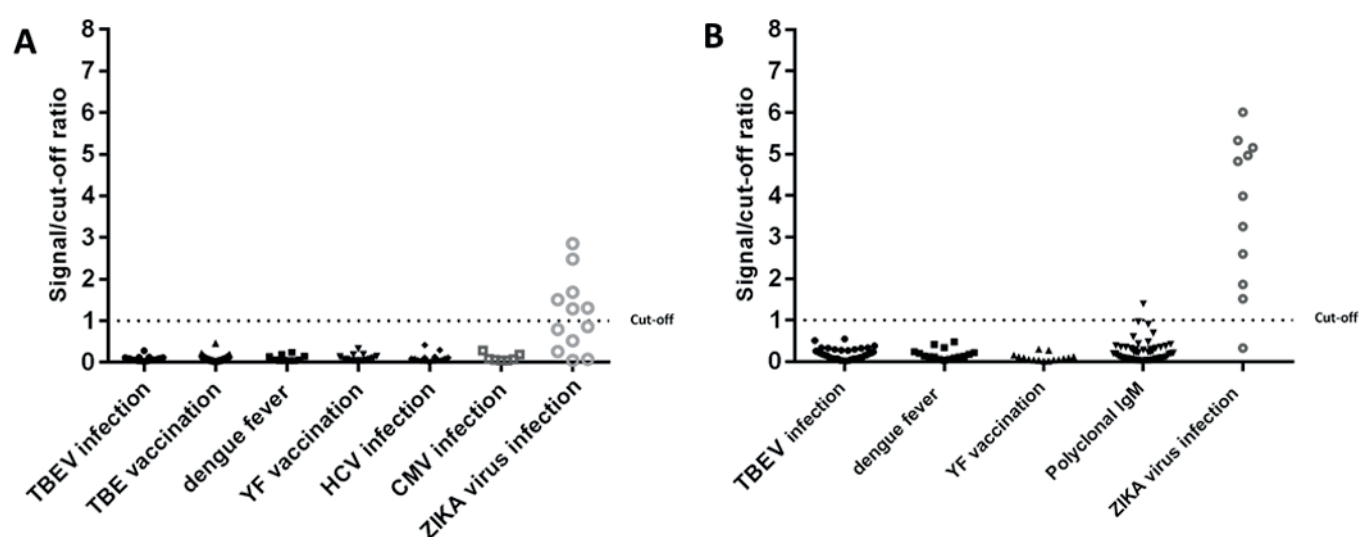 A
Signal/cut-off ratio
8
7
6
5
4
3
2
1
0
Cut-off
TBEV infection
TBE vaccination
dengue fever
YF vaccination
HCV infection
CMV infection
ZIKA virus infection
B
Signal/cut-off ratio
8
7
6
5
4
3
2
1
0
Cut-off
TBEV infection
dengue fever
YF vaccination
Polyclonal IgM
ZIKA virus infection